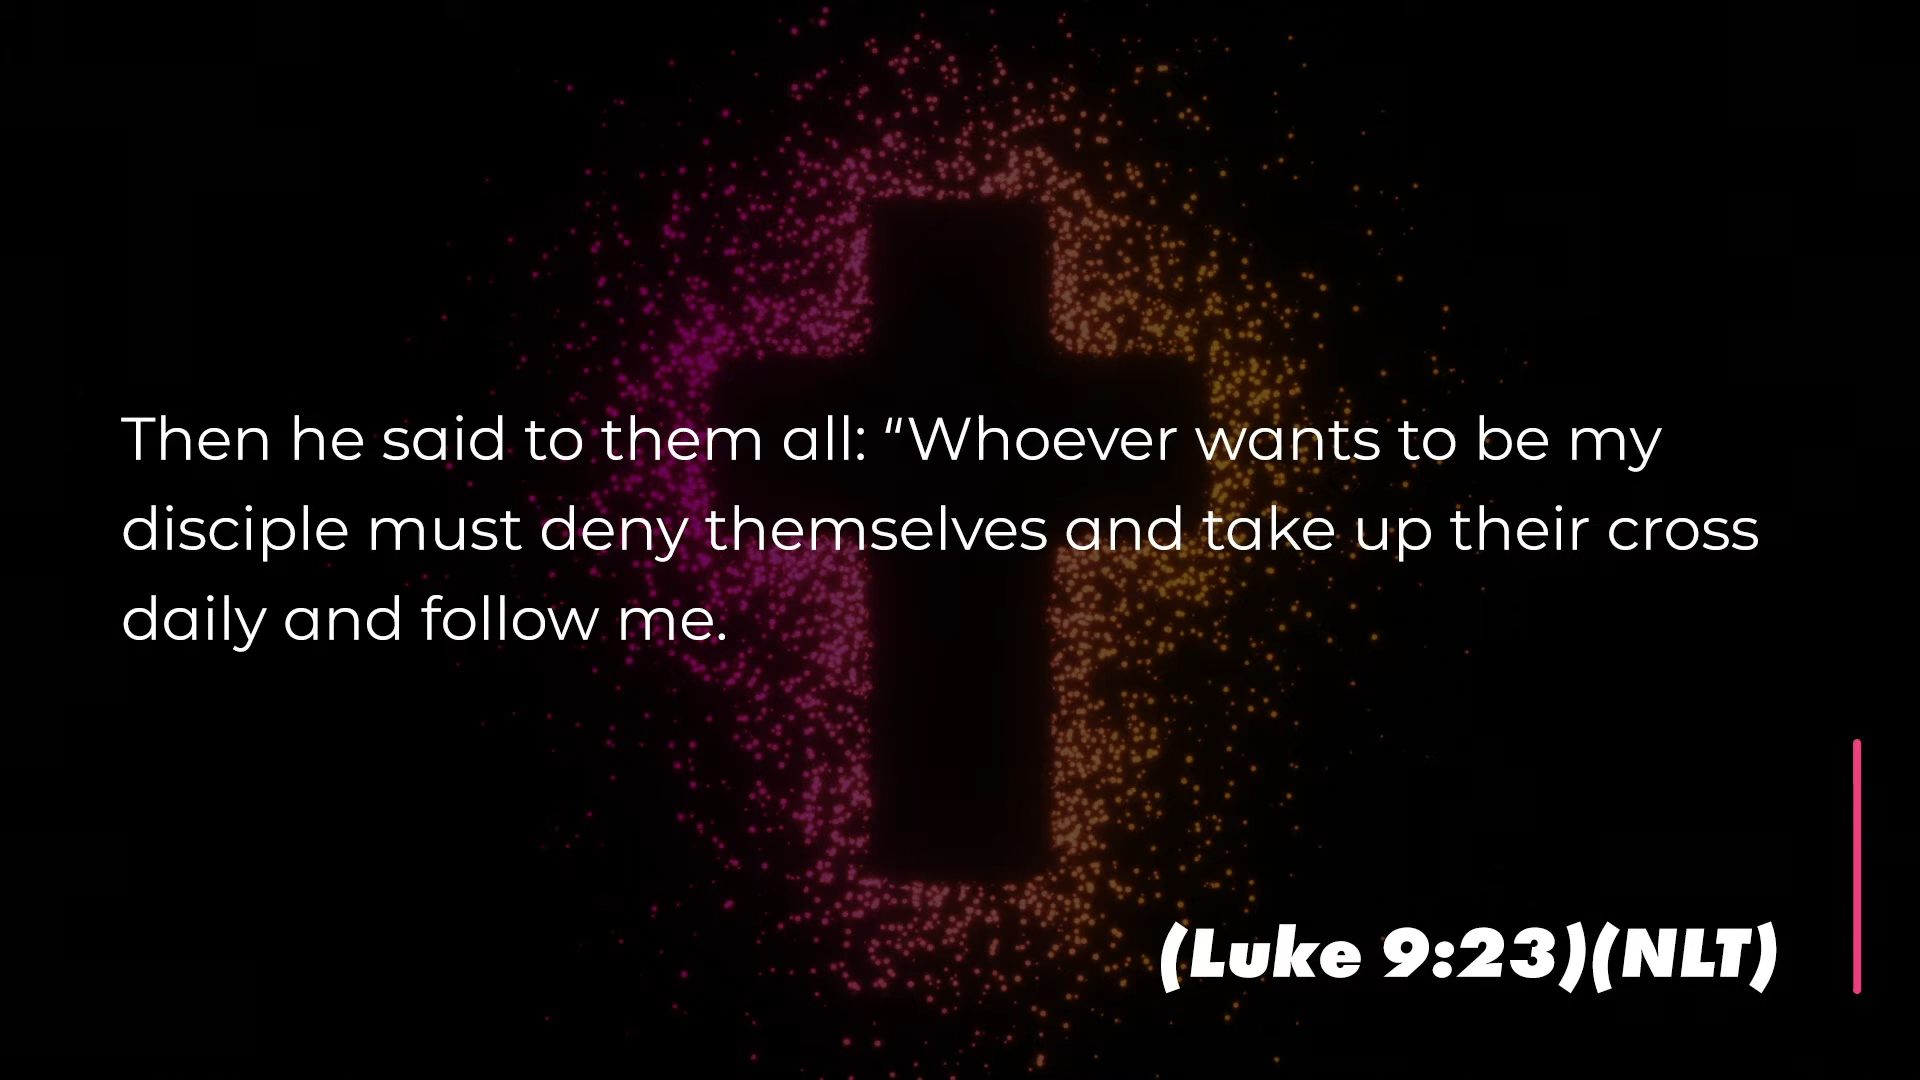 Then he said to them all: “Whoever wants to be my
disciple must deny themselves and take up their cross
daily and follow me.
(Luke 9:23)(NLT)